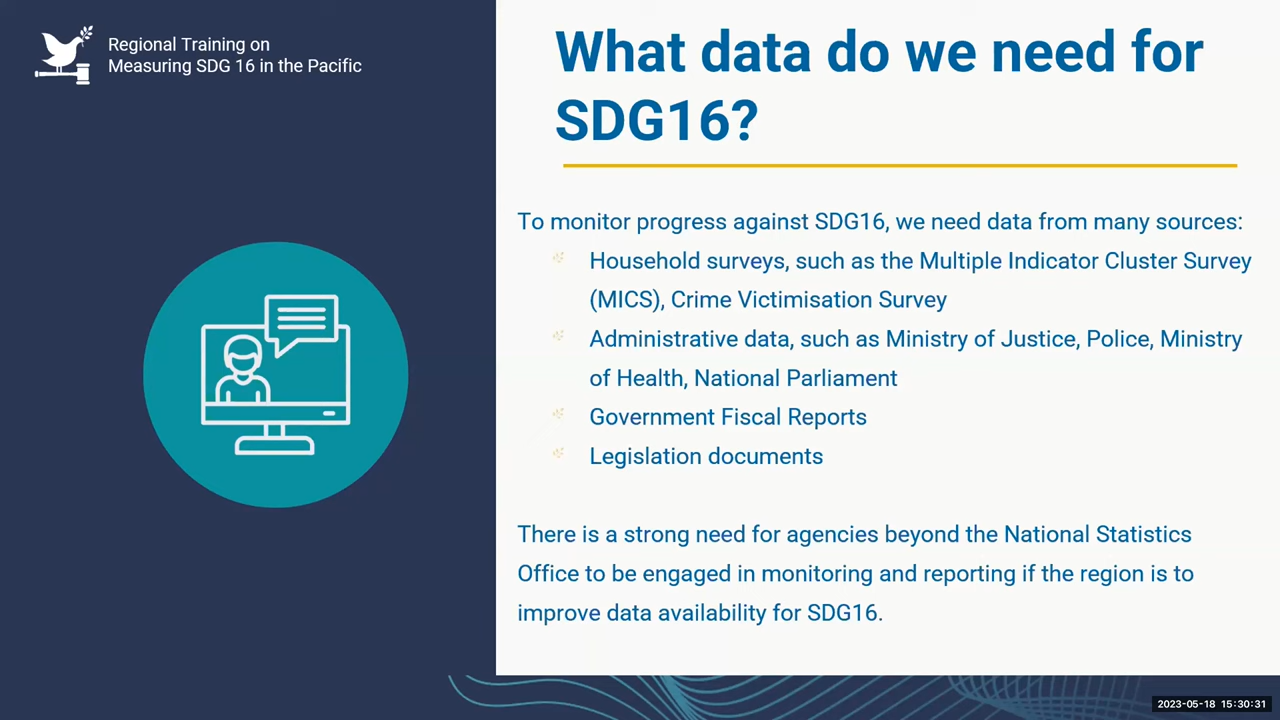 Regional Training on
Measuring SDG 16 in the Pacific
What data do we need for
SDG16?
To monitor progress against SDG16, we need data from many sources:
Household surveys, such as the Multiple Indicator Cluster Survey
(MICS), Crime Victimisation Survey
Administrative data, such as Ministry of Justice, Police, Ministry
of Health, National Parliament
Government Fiscal Reports
Legislation documents
There is a strong need for agencies beyond the National Statistics
Office to be engaged in monitoring and reporting if the region is to
improve data availability for SDG16.
2023-05-18 15:30:31